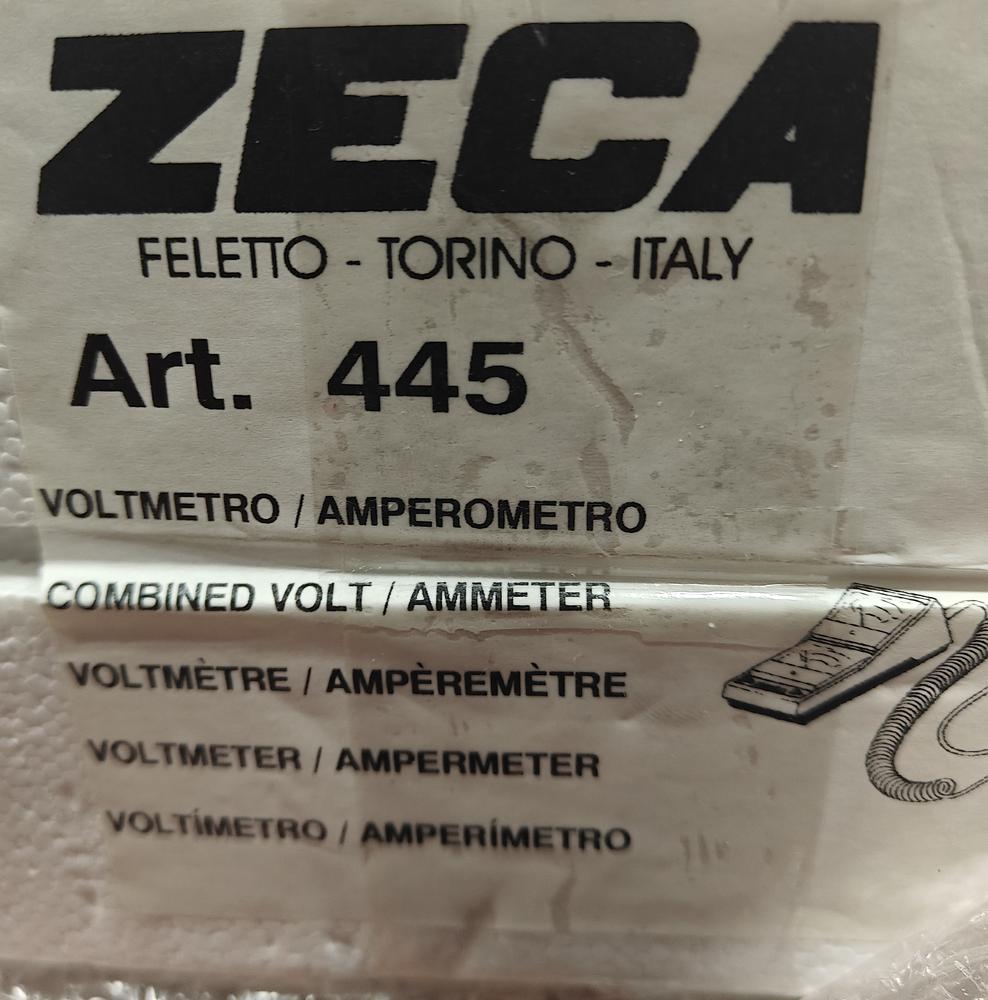 ZECA
FELETTO - TORINO - ITALY
Art. 445
VOLTMETRO / AMPEROMETRO
COMBINED VOLT / AMMETER
VOLTMÈTRE / AMPÈREMÈTRE
VOLTMETER / AMPERMETER
VOLTÍMETRO / AMPERÍMETRO